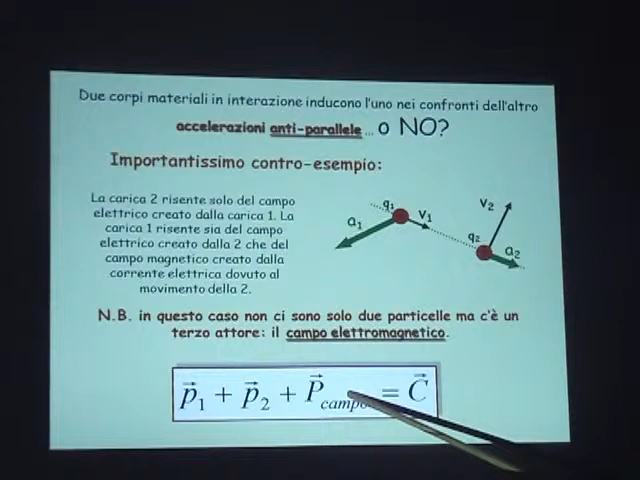 Due corpi materiali in interazione inducono l'uno nei confronti dell'altro
accelerazioni anti-parallele... o NO?
Importantissimo contro-esempio:
La carica 2 risente solo del campo
elettrico creato dalla carica 1. La
carica 1 risente sia del campo
elettrico creato dalla 2 che del
campo magnetico creato dalla
corrente elettrica dovuto al
movimento della 2.
a₁ q₁ v₁ v₂ q₂ a₂
N.B. in questo caso non ci sono solo due particelle ma c'è un
terzo attore: il campo elettromagnetico.
p⃗₁ + p⃗₂ + P⃗campo = C⃗